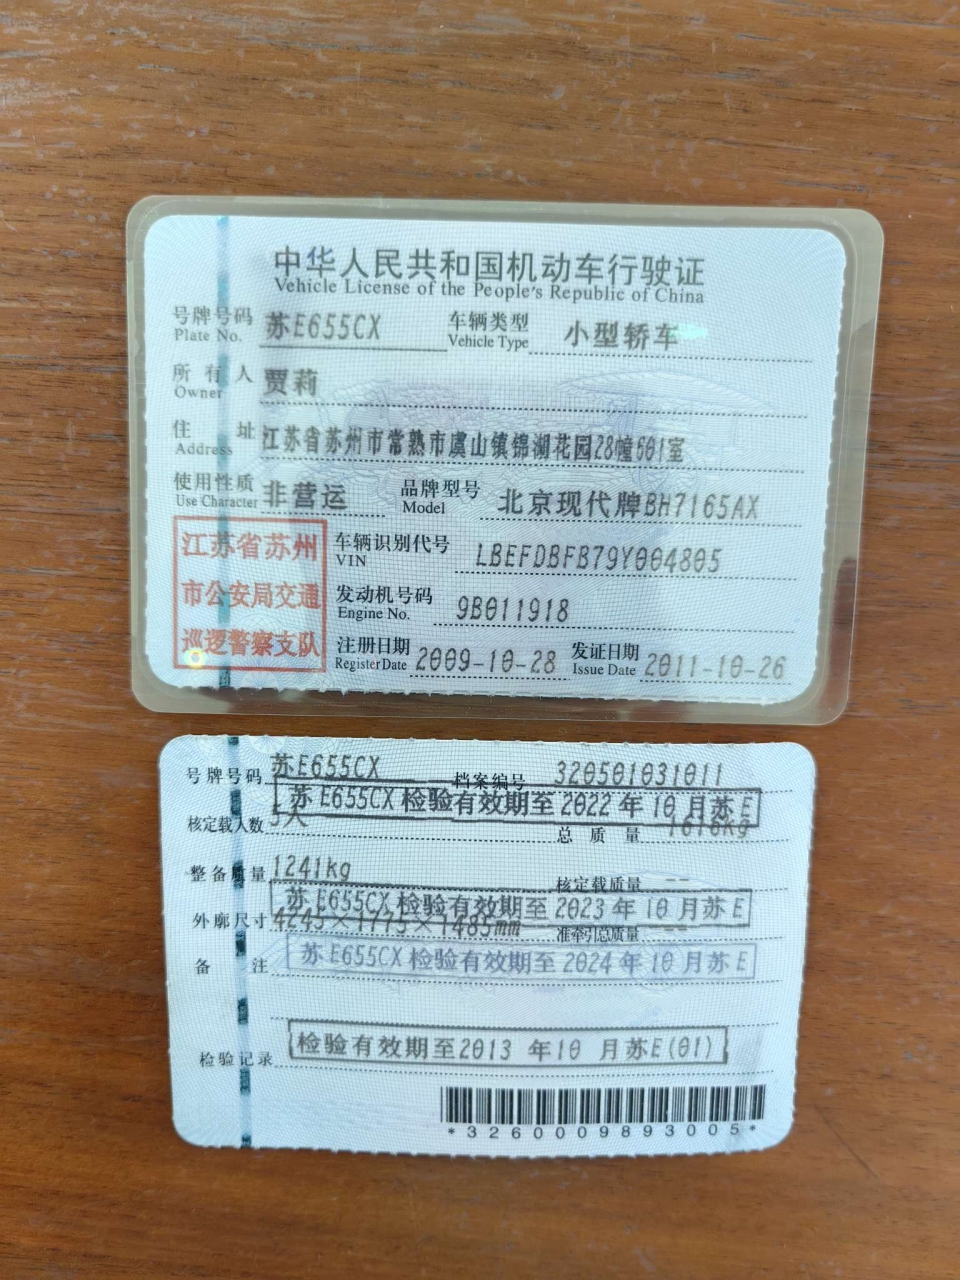 中华人民共和国机动车行驶证
Vehicle License of the People's Republic of China
号牌号码 苏E655CX 车辆类型 小型轿车
Plate No. Vehicle Type
所有人 贾莉
Owner
住址 江苏省苏州市常熟市虞山镇锦湖花园28幢601室
Address
使用性质 非营运 品牌型号 北京现代牌BH7165AX
Use Character Model
江苏省苏州
市公安局交通
巡逻警察支队
车辆识别代号 LBEFDBFB79Y004805
VIN
发动机号码 9B011918
Engine No.
注册日期 2009-10-28 发证日期 2011-10-26
Register Date Issue Date
号牌号码 苏E655CX 档案编号 320501031011
苏E655CX检验有效期至2022年10月苏E
核定载人数 5人 总质量 1616kg
整备质量 1241kg 核定载质量 --
苏E655CX检验有效期至2023年10月苏E
外廓尺寸 4245×1775×1485mm 准牵引总质量 --
备注 苏E655CX检验有效期至2024年10月苏E
检验记录 检验有效期至2013年10月苏E(01)
*3260009893005*